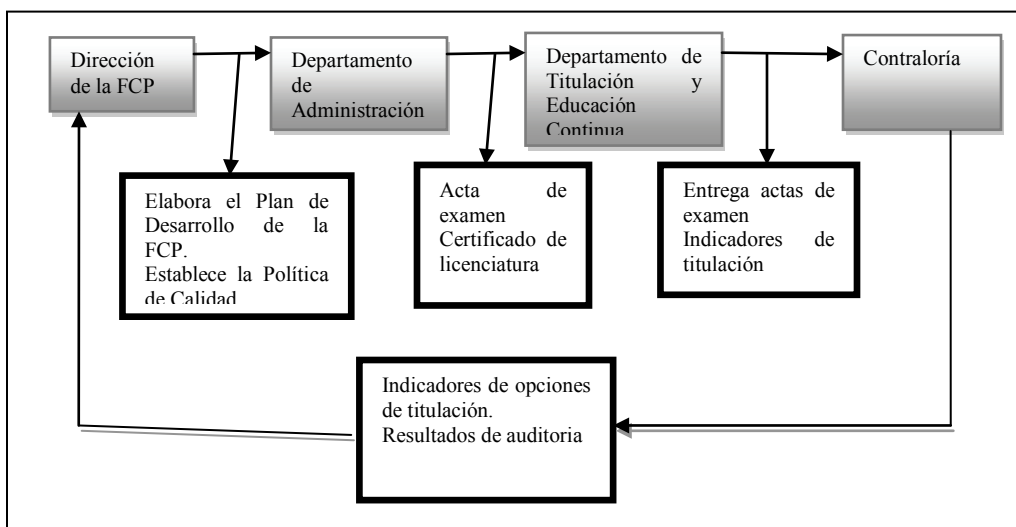 Dirección
de la FCP
Departamento
de
Administración
Departamento de
Titulación y
Educación
Continua
Contraloría
Elabora el Plan de
Desarrollo de la
FCP.
Establece la Política
de Calidad
Acta de
examen
Certificado de
licenciatura
Entrega actas de
examen
Indicadores de
titulación
Indicadores de opciones
de titulación.
Resultados de auditoria